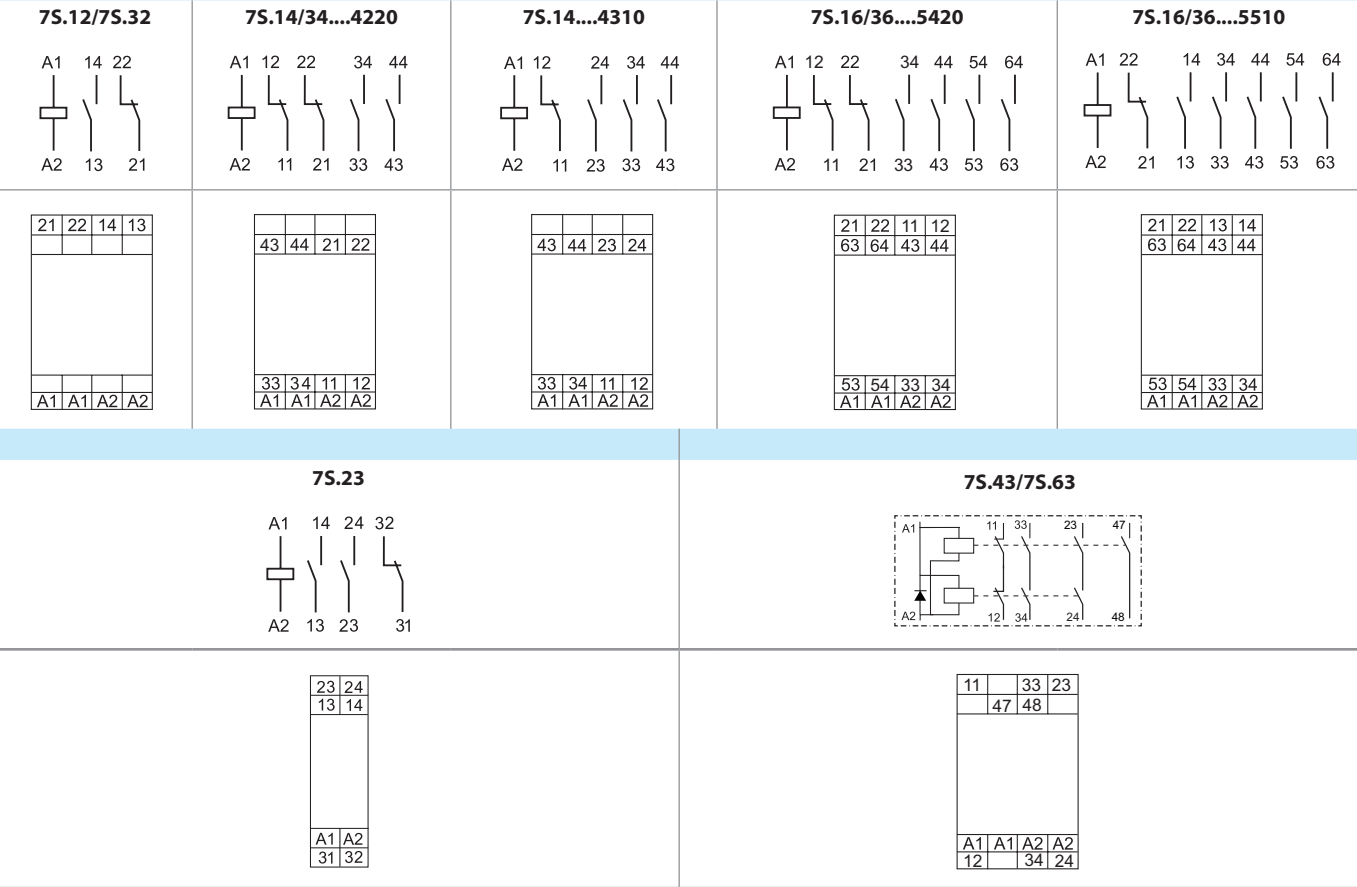 7S.12/7S.32 7S.14/34....4220 7S.14....4310 7S.16/36....5420 7S.16/36....5510
A1 14 22 A1 12 22 34 44 A1 12 24 34 44 A1 12 22 34 44 54 64 A1 22 14 34 44 54 64
A2 13 21 A2 11 21 33 43 A2 11 23 33 43 A2 11 21 33 43 53 63 A2 21 13 33 43 53 63
21 22 14 13 21 22 11 12 21 22 13 14
43 44 21 22 43 44 23 24 63 64 43 44 63 64 43 44
33 34 11 12 33 34 11 12 53 54 33 34 53 54 33 34
A1 A1 A2 A2 A1 A1 A2 A2 A1 A1 A2 A2 A1 A1 A2 A2 A1 A1 A2 A2
7S.23 7S.43/7S.63
A1 14 24 32 A1 11 33 23 47
A2 13 23 31 A2 12 34 24 48
23 24 11 33 23
13 14 47 48
A1 A2 A1 A1 A2 A2
31 32 12 34 24